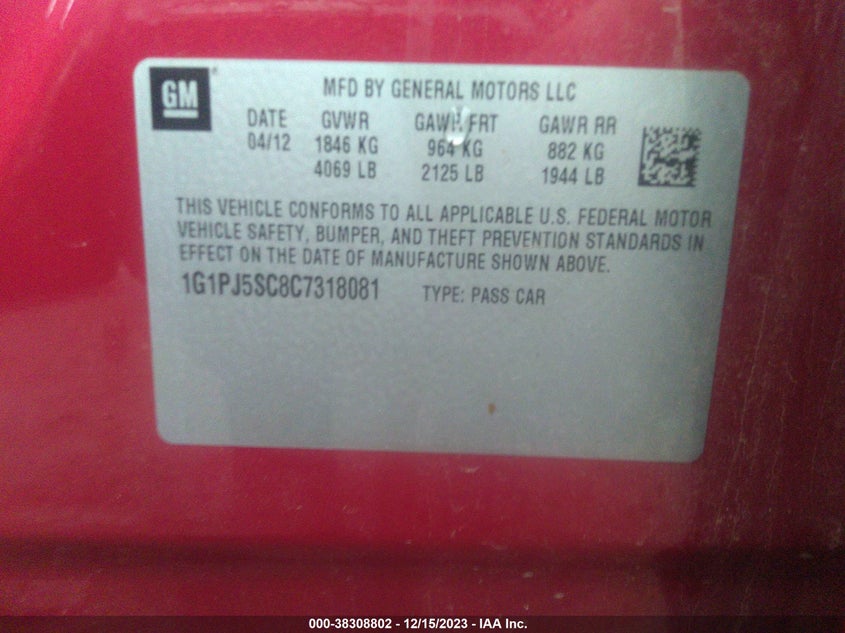 GM
MFD BY GENERAL MOTORS LLC
DATE GVWR GAWR FRT GAWR RR
04/12 1846 KG 964 KG 882 KG
4069 LB 2125 LB 1944 LB
THIS VEHICLE CONFORMS TO ALL APPLICABLE U.S. FEDERAL MOTOR
VEHICLE SAFETY, BUMPER, AND THEFT PREVENTION STANDARDS IN
EFFECT ON THE DATE OF MANUFACTURE SHOWN ABOVE.
1G1PJ5SC8C7318081 TYPE: PASS CAR
000-38308802 - 12/15/2023 - IAA Inc.